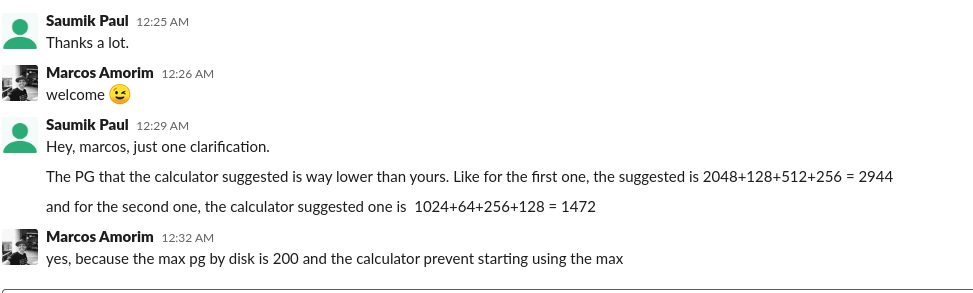 Saumik Paul 12:25 AM
Thanks a lot.
Marcos Amorim 12:26 AM
welcome 😉
Saumik Paul 12:29 AM
Hey, marcos, just one clarification.
The PG that the calculator suggested is way lower than yours. Like for the first one, the suggested is 2048+128+512+256 = 2944
and for the second one, the calculator suggested one is 1024+64+256+128 = 1472
Marcos Amorim 12:32 AM
yes, because the max pg by disk is 200 and the calculator prevent starting using the max